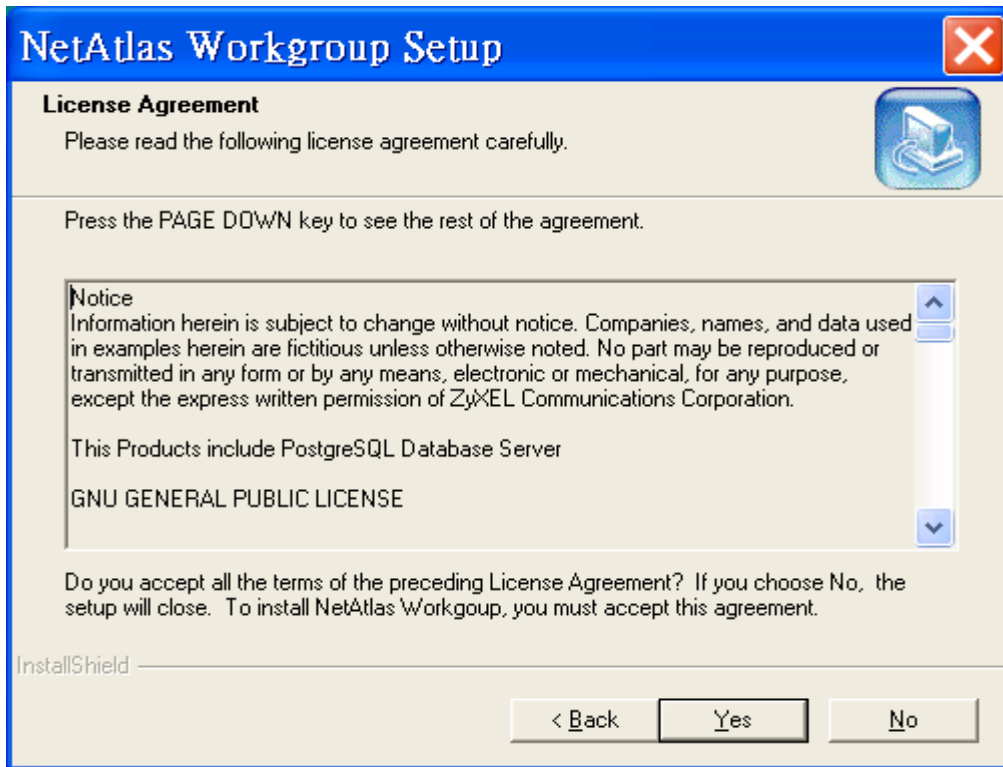 NetAtlas Workgroup Setup
License Agreement
Please read the following license agreement carefully.
Press the PAGE DOWN key to see the rest of the agreement.
Notice
Information herein is subject to change without notice. Companies, names, and data used
in examples herein are fictitious unless otherwise noted. No part may be reproduced or
transmitted in any form or by any means, electronic or mechanical, for any purpose,
except the express written permission of ZyXEL Communications Corporation.
This Products include PostgreSQL Database Server
GNU GENERAL PUBLIC LICENSE
Do you accept all the terms of the preceding License Agreement?  If you choose No,  the
setup will close.  To install NetAtlas Workgoup, you must accept this agreement.
InstallShield
< Back
Yes
No